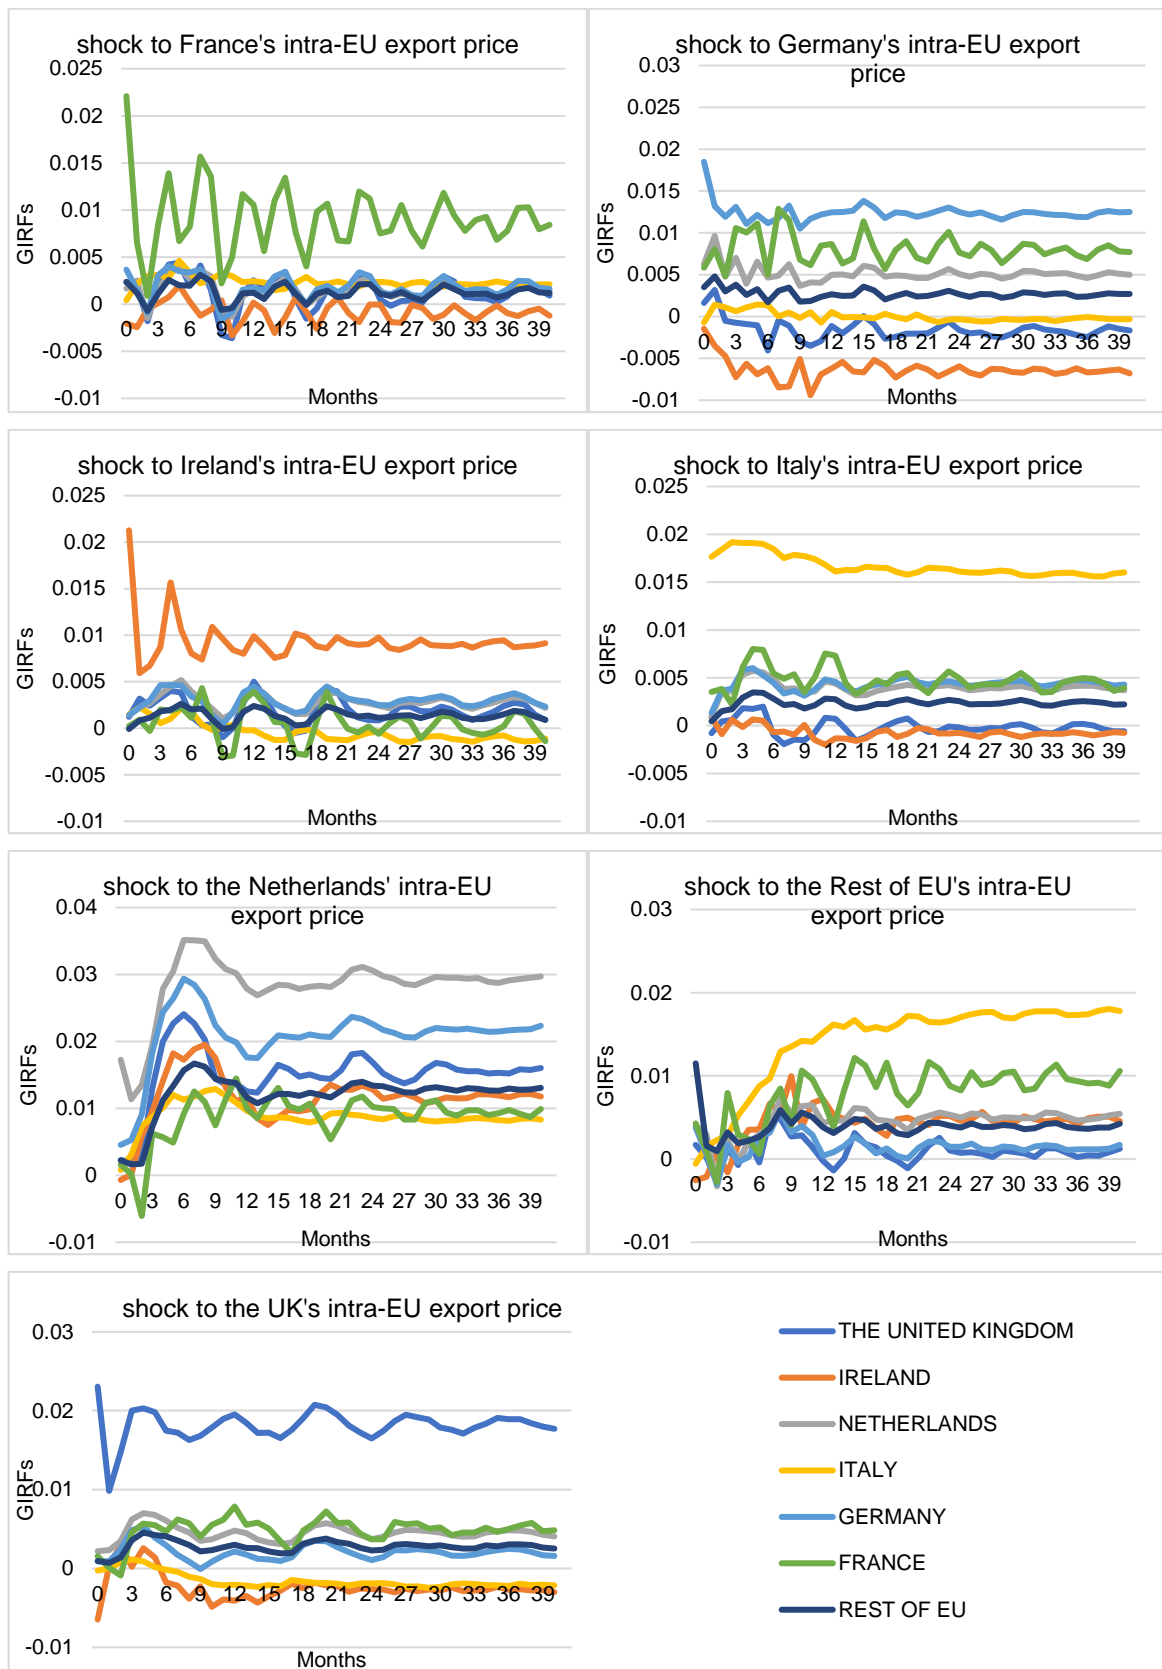 shock to France's intra-EU export price
0.025
0.02
0.015
0.01
0.005
0
-0.005
-0.01
GIRFs
0 3 6 9 12 15 18 21 24 27 30 33 36 39
Months
shock to Germany's intra-EU export
price
0.03
0.025
0.02
0.015
0.01
0.005
0
-0.005
-0.01
GIRFs
0 3 6 9 12 15 18 21 24 27 30 33 36 39
Months
shock to Ireland's intra-EU export price
0.025
0.02
0.015
0.01
0.005
0
-0.005
-0.01
GIRFs
0 3 6 9 12 15 18 21 24 27 30 33 36 39
Months
shock to Italy's intra-EU export price
0.025
0.02
0.015
0.01
0.005
0
-0.005
-0.01
GIRFs
0 3 6 9 12 15 18 21 24 27 30 33 36 39
Months
shock to the Netherlands' intra-EU
export price
0.04
0.03
0.02
0.01
0
-0.01
GIRFs
0 3 6 9 12 15 18 21 24 27 30 33 36 39
Months
shock to the Rest of EU's intra-EU
export price
0.03
0.02
0.01
0
-0.01
GIRFs
0 3 6 9 12 15 18 21 24 27 30 33 36 39
Months
shock to the UK's intra-EU export price
0.03
0.02
0.01
0
-0.01
GIRFs
0 3 6 9 12 15 18 21 24 27 30 33 36 39
Months
THE UNITED KINGDOM
IRELAND
NETHERLANDS
ITALY
GERMANY
FRANCE
REST OF EU